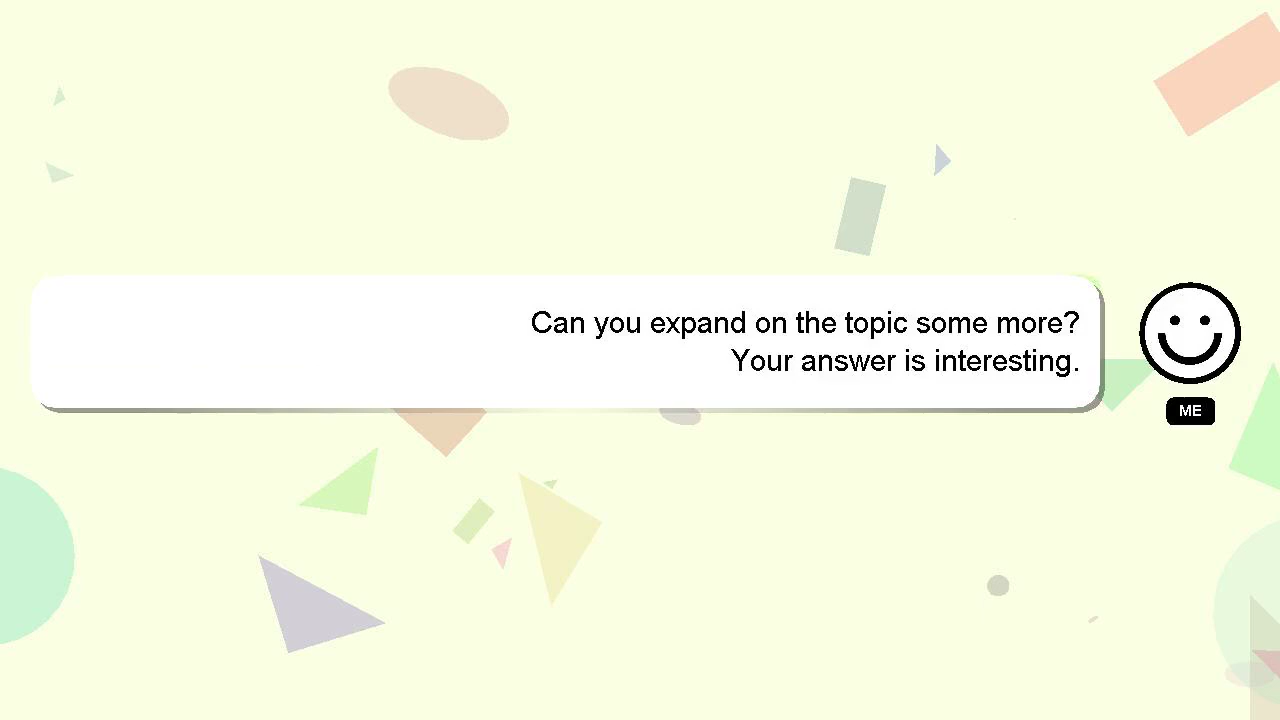 Can you expand on the topic some more?
Your answer is interesting.
ME